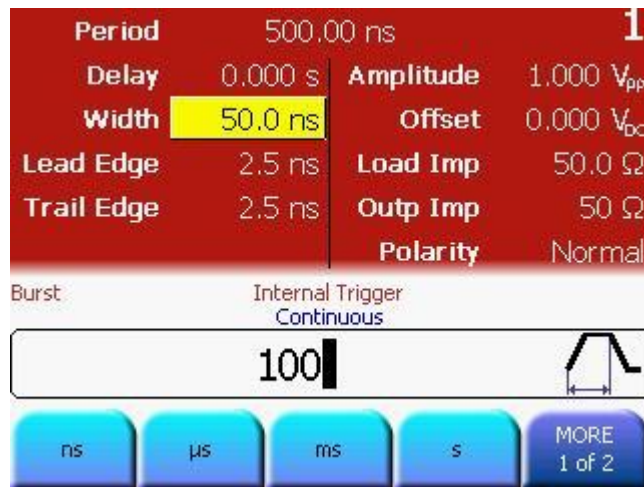 Period 500.00 ns 1
Delay 0.000 s Amplitude 1.000 Vpp
Width 50.0 ns Offset 0.000 VDC
Lead Edge 2.5 ns Load Imp 50.0 Ω
Trail Edge 2.5 ns Outp Imp 50 Ω
Polarity Normal
Burst Internal Trigger
Continuous
100
ns µs ms s MORE
1 of 2